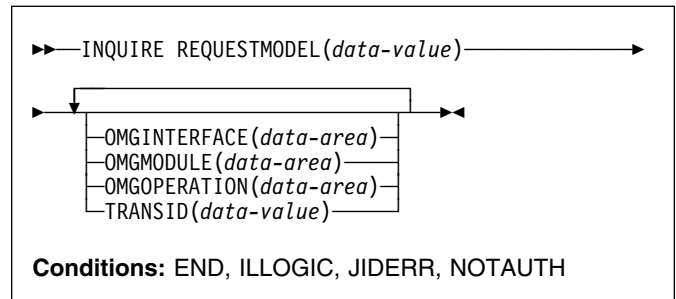 INQUIRE REQUESTMODEL(data-value)
OMGINTERFACE(data-area)
OMGMODULE(data-area)
OMGOPERATION(data-area)
TRANSID(data-value)
Conditions: END, ILLOGIC, JIDERR, NOTAUTH